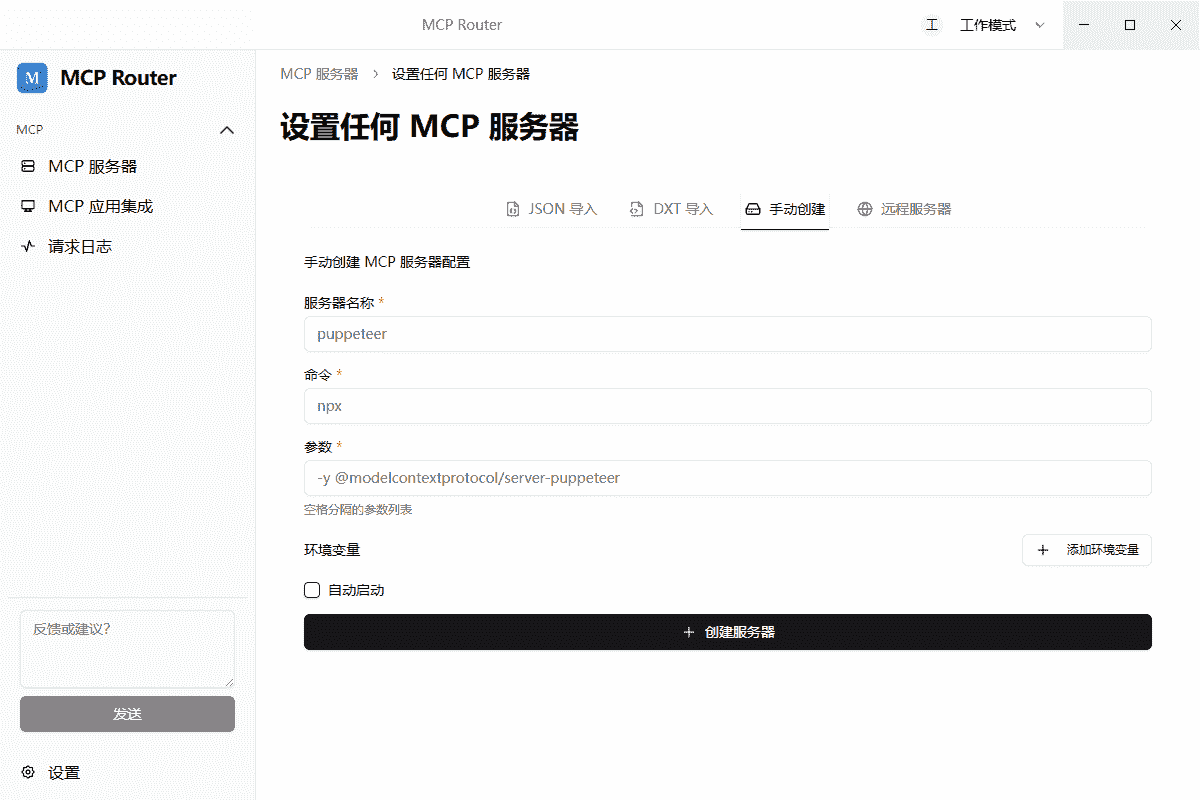 MCP Router
工 工作模式
M MCP Router
MCP
MCP 服务器
MCP 应用集成
请求日志
反馈或建议？
发送
设置
MCP 服务器 > 设置任何 MCP 服务器
设置任何 MCP 服务器
JSON 导入 DXT 导入 手动创建 远程服务器
手动创建 MCP 服务器配置
服务器名称 *
puppeteer
命令 *
npx
参数 *
-y @modelcontextprotocol/server-puppeteer
空格分隔的参数列表
环境变量
+ 添加环境变量
自动启动
+ 创建服务器